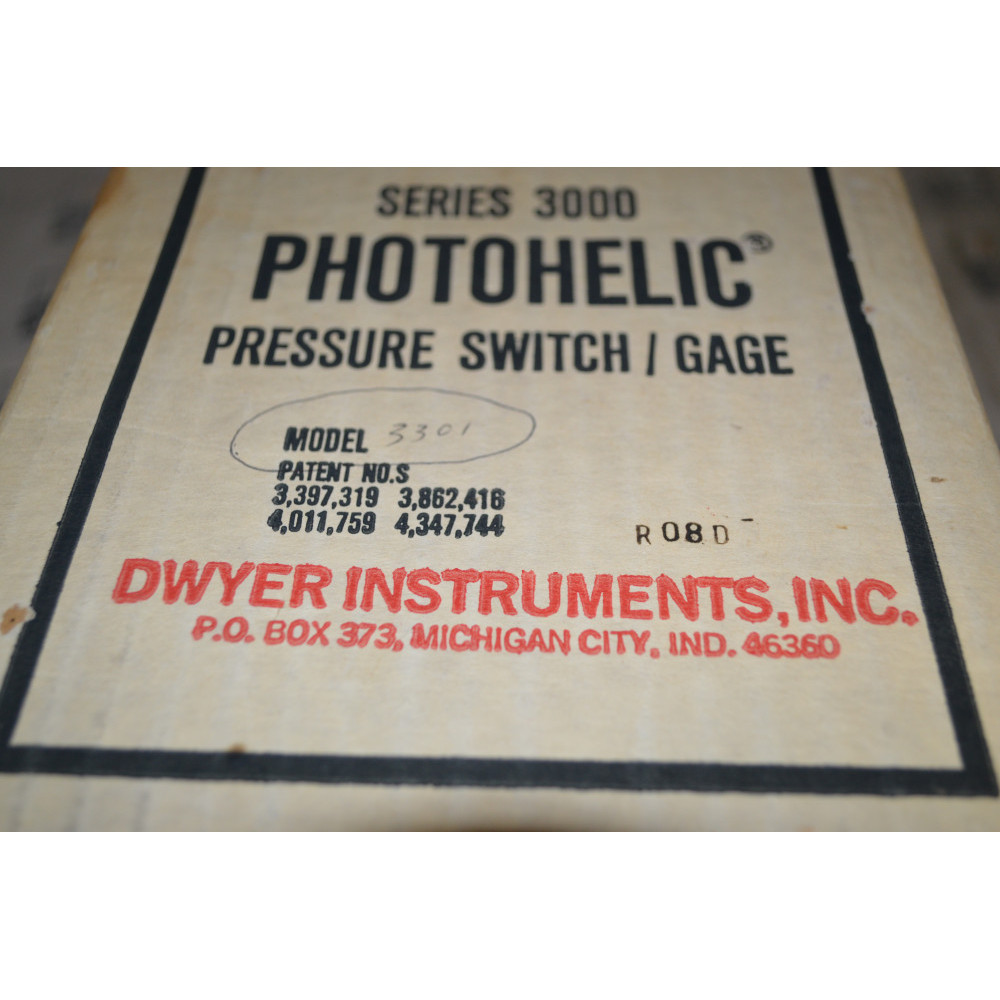 SERIES 3000
PHOTOHELIC®
PRESSURE SWITCH / GAGE
MODEL 3301
PATENT NO.S
3,397,319 3,862,416
4,011,759 4,347,744
R08D
DWYER INSTRUMENTS, INC.
P.O. BOX 373, MICHIGAN CITY, IND. 46360